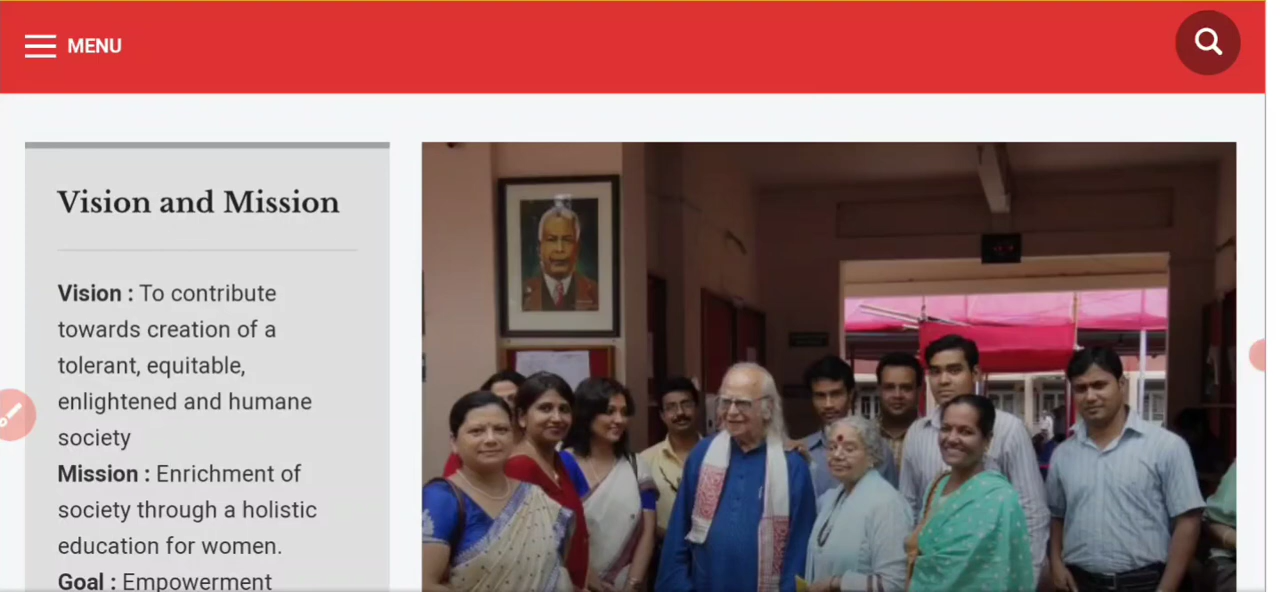 MENU
Vision and Mission
Vision : To contribute
towards creation of a
tolerant, equitable,
enlightened and humane
society
Mission : Enrichment of
society through a holistic
education for women.
Goal : Empowerment